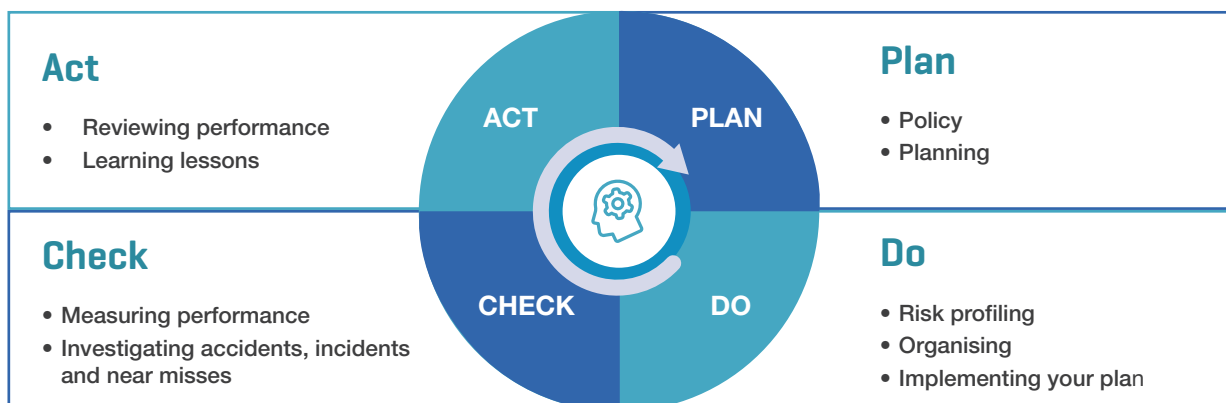 Act
• Reviewing performance
• Learning lessons
ACT
PLAN
Plan
• Policy
• Planning
Check
• Measuring performance
• Investigating accidents, incidents
and near misses
CHECK
DO
Do
• Risk profiling
• Organising
• Implementing your plan